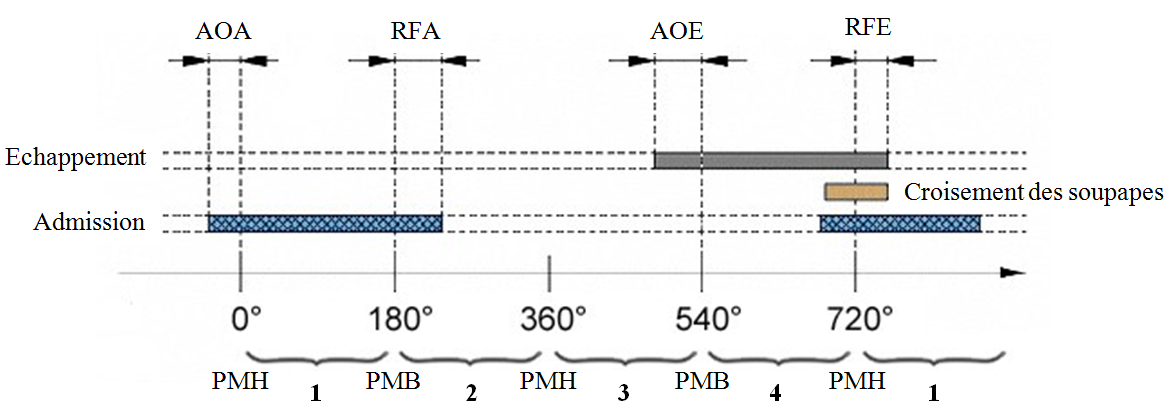 AOA RFA AOE RFE
Echappement
Croisement des soupapes
Admission
0° 180° 360° 540° 720°
PMH 1 PMB 2 PMH 3 PMB 4 PMH 1